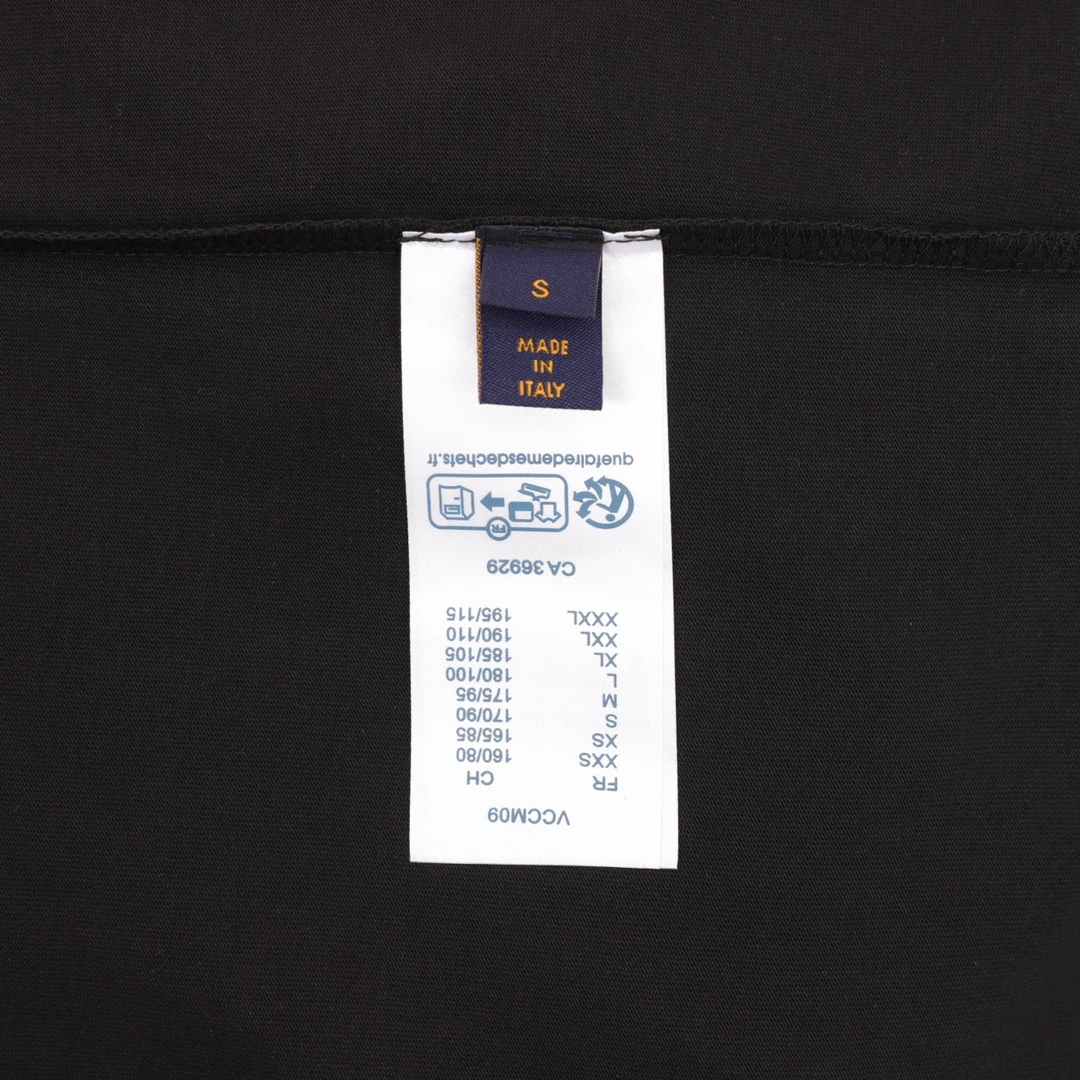 S
MADE
IN
ITALY
VCCM09
FR CH
XXS 160/80
XS 165/85
S 170/90
M 175/95
L 180/100
XL 185/105
XXL 190/110
XXXL 195/115
CA 36929
FR
quefairedemesdechets.fr